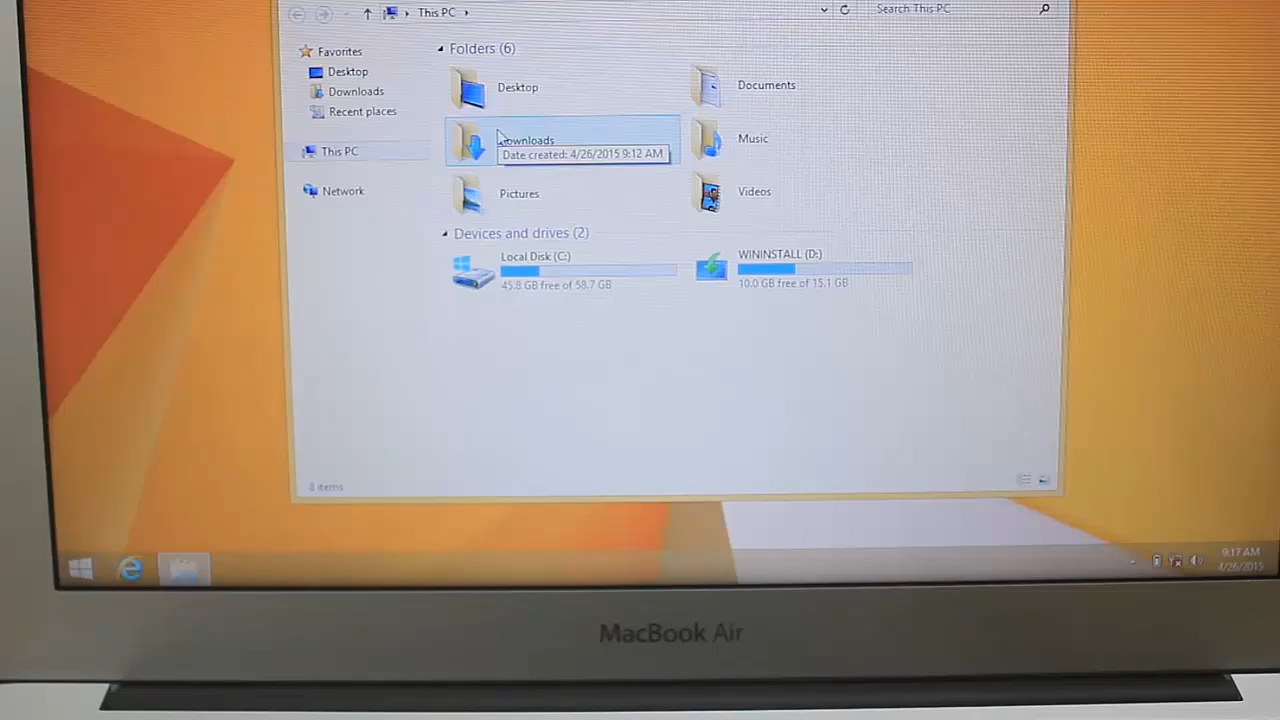 This PC
Search This PC
Favorites
Desktop
Downloads
Recent places
This PC
Network
Folders (6)
Desktop
Documents
Downloads
Date created: 4/26/2015 9:12 AM
Music
Pictures
Videos
Devices and drives (2)
Local Disk (C:)
45.8 GB free of 58.7 GB
WININSTALL (D:)
10.0 GB free of 15.1 GB
8 items
9:17 AM
4/26/2015
MacBook Air